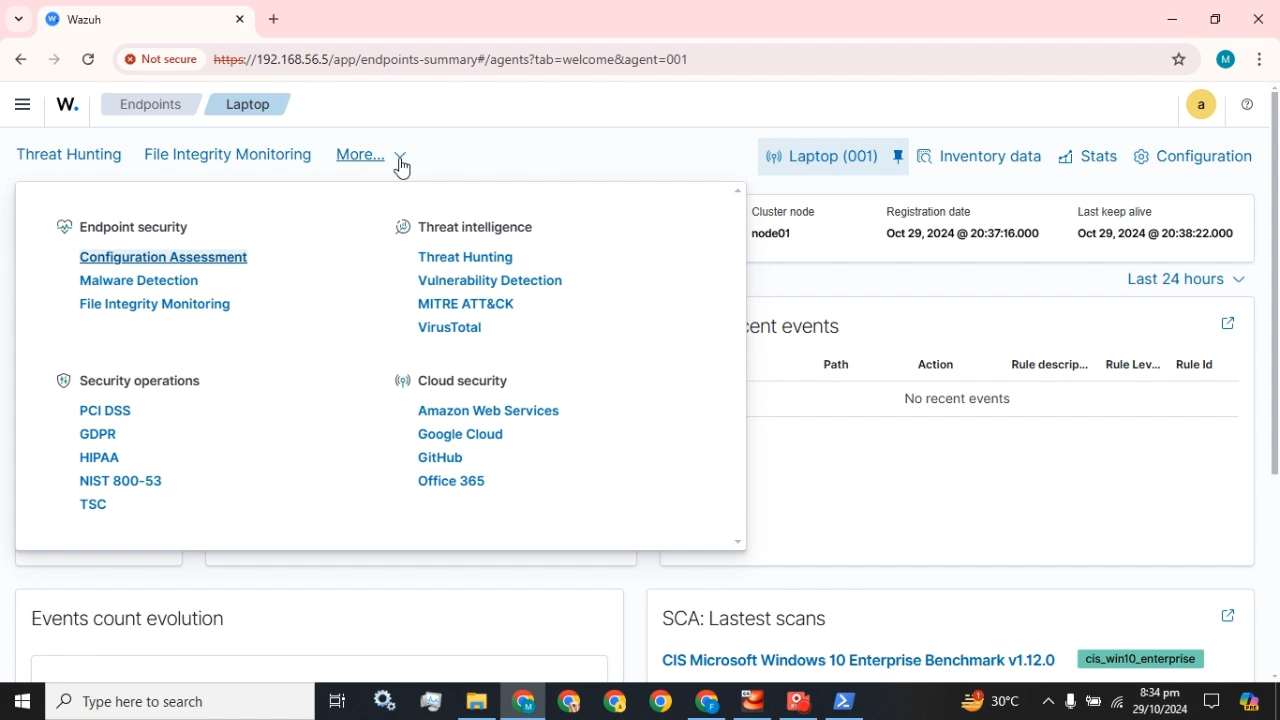 Wazuh
Not secure https://192.168.56.5/app/endpoints-summary#/agents?tab=welcome&agent=001 M
W. Endpoints Laptop a
Threat Hunting File Integrity Monitoring More... Laptop (001) Inventory data Stats Configuration
Cluster node Registration date Last keep alive
node01 Oct 29, 2024 @ 20:37:16.000 Oct 29, 2024 @ 20:38:22.000
Last 24 hours
Endpoint security
Configuration Assessment
Malware Detection
File Integrity Monitoring
Threat intelligence
Threat Hunting
Vulnerability Detection
MITRE ATT&CK
VirusTotal
Security operations
PCI DSS
GDPR
HIPAA
NIST 800-53
TSC
Cloud security
Amazon Web Services
Google Cloud
GitHub
Office 365
events
Path Action Rule descrip... Rule Lev... Rule Id
No recent events
Events count evolution
SCA: Lastest scans
CIS Microsoft Windows 10 Enterprise Benchmark v1.12.0 cis_win10_enterprise
Type here to search
30°C
8:34 pm
29/10/2024